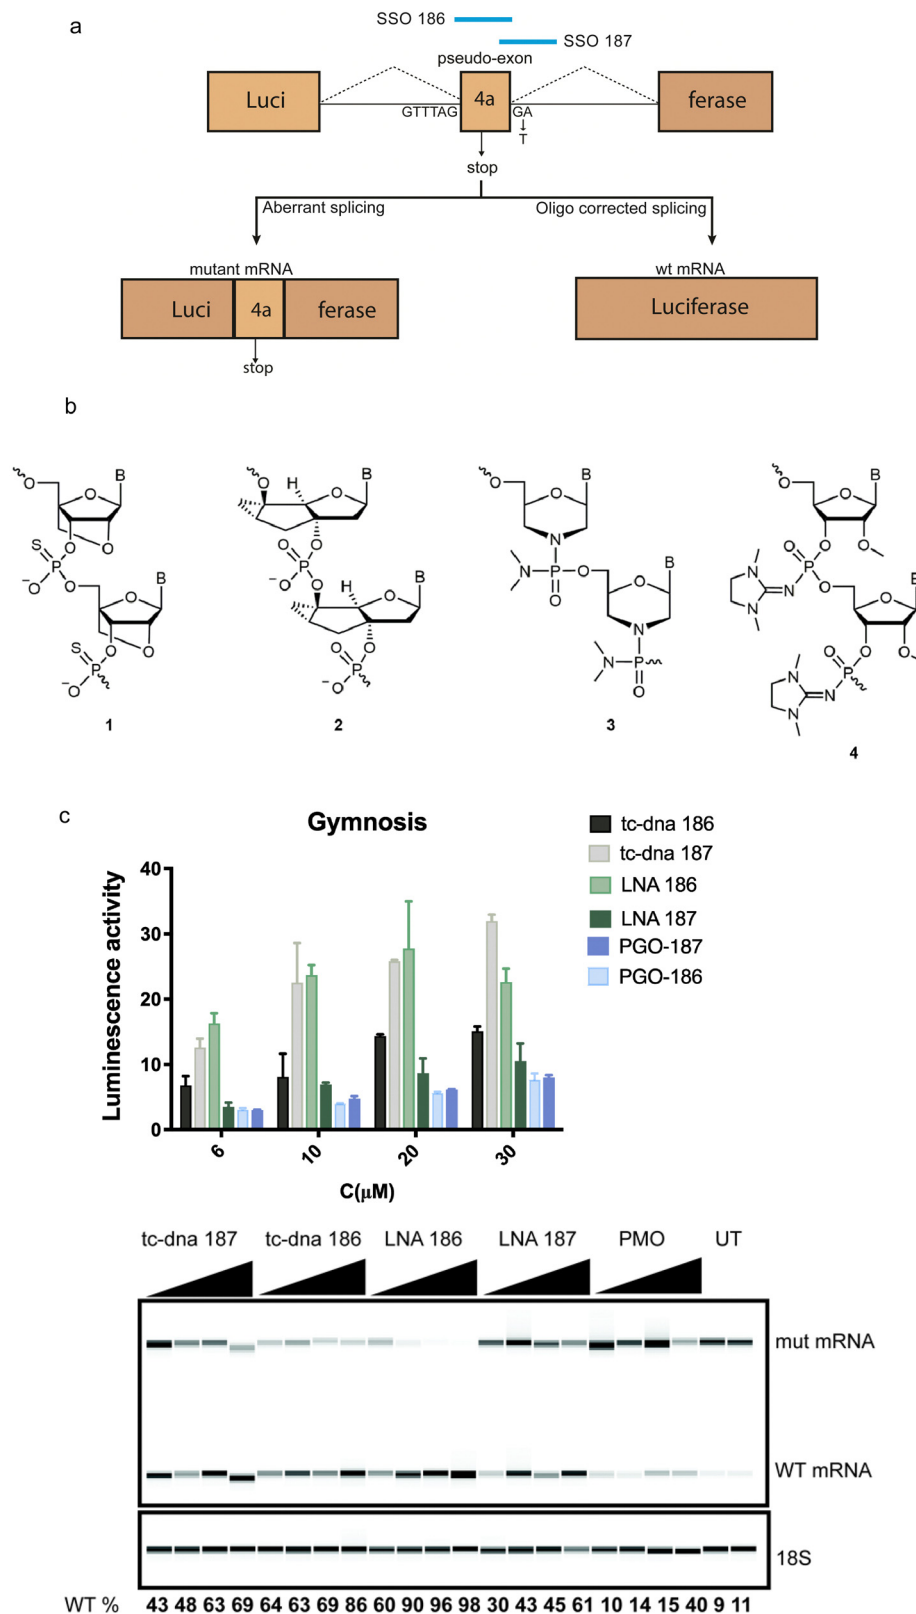 a
SSO 186
SSO 187
pseudo-exon
Luci
4a
ferase
GTTTAG
GA
T
stop
Aberrant splicing
Oligo corrected splicing
mutant mRNA
wt mRNA
Luci
4a
ferase
Luciferase
stop
b
O O B
O O
S P O
-O
O B
O O
S P
-O
1
O H O B
O
O P
-O O
H O B
O
O P
-O
2
O O B
N
N P O
O
O B
N
N P
O
3
O O B
O O
O P O
N N
N
O B
O O
O P
N N
N
4
c
Gymnosis
tc-dna 186
tc-dna 187
LNA 186
LNA 187
PGO-187
PGO-186
Luminescence activity
40
30
20
10
0
6 10 20 30
C(μM)
tc-dna 187 tc-dna 186 LNA 186 LNA 187 PMO UT
mut mRNA
WT mRNA
18S
WT % 43 48 63 69 64 63 69 86 60 90 96 98 30 43 45 61 10 14 15 40 9 11